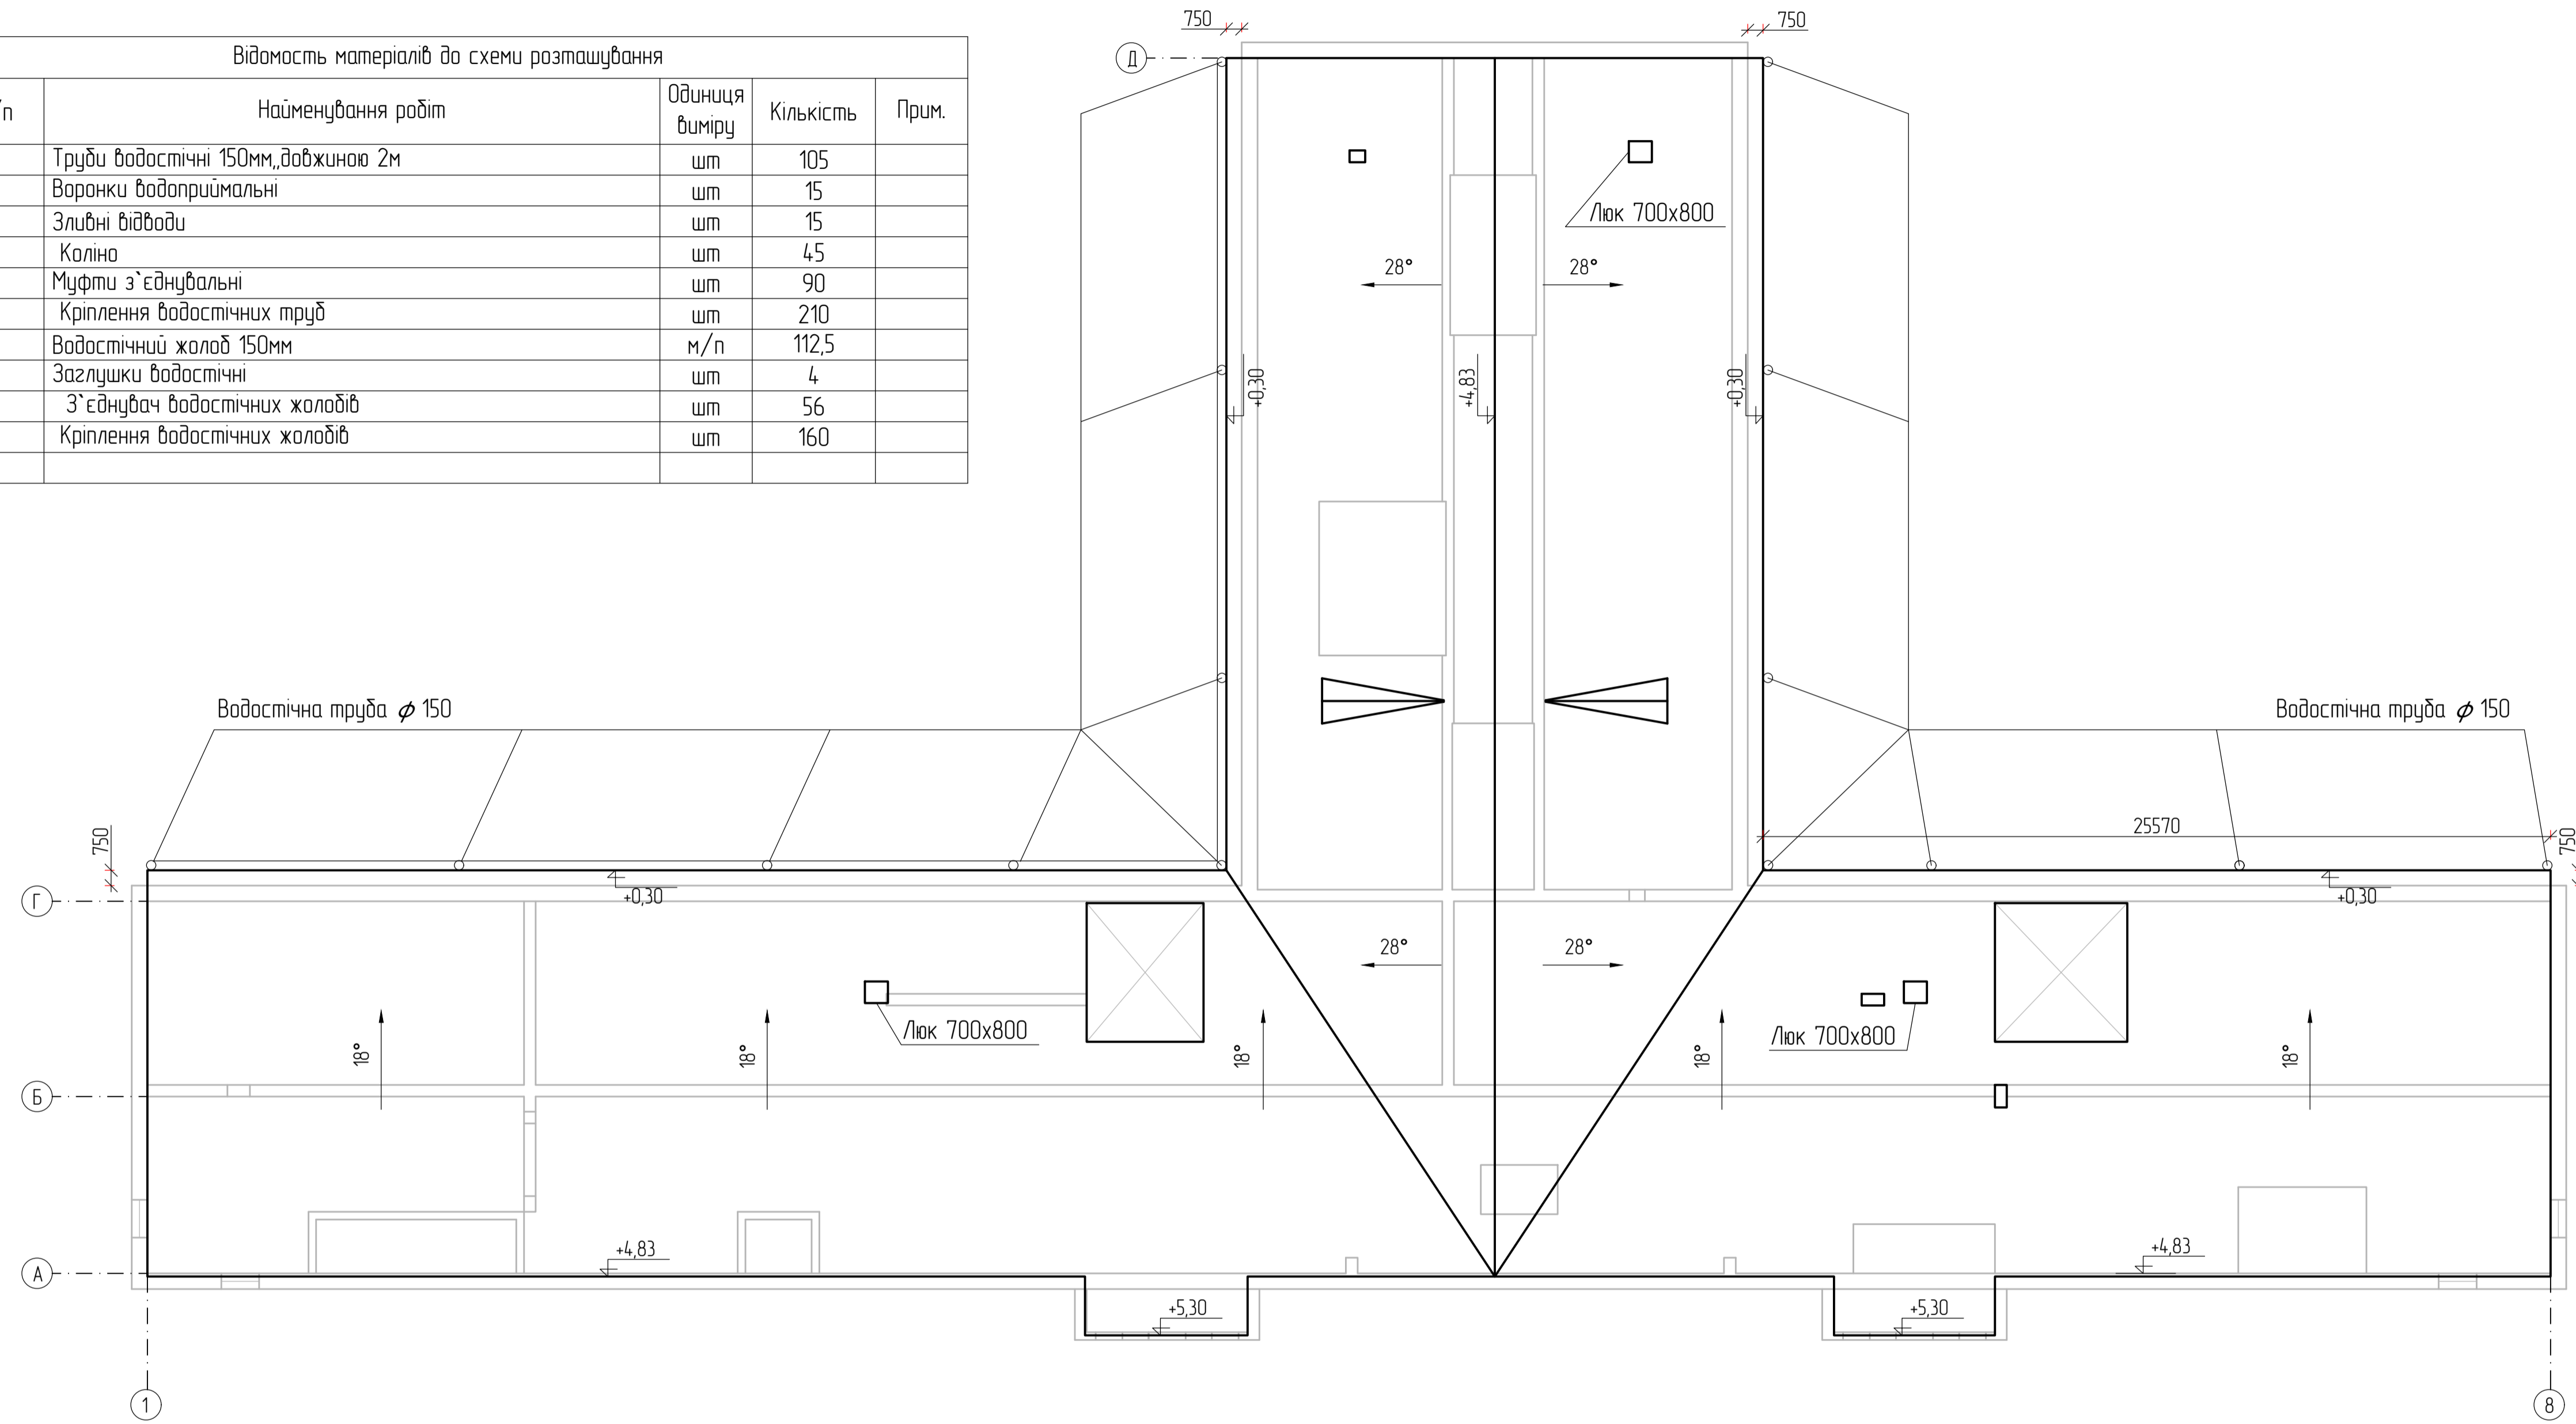 750
750
Д
Відомость матеріалів до схеми розташування
/п Найменування робіт Одиниця виміру Кількість Прим.
Труби водостічні 150мм,,довжиною 2м шт 105
Воронки водоприймальні шт 15
Зливні відводи шт 15
Коліно шт 45
Муфти з`єднувальні шт 90
Кріплення водостічних труб шт 210
Водостічний жолоб 150мм м/п 112,5
Заглушки водостічні шт 4
З`єднувач водостічних жолобів шт 56
Кріплення водостічних жолобів шт 160
Люк 700х800
28° 28°
+0,30 +4,83 +0,30
Водостічна труба ϕ 150
Водостічна труба ϕ 150
750
25570
750
Г
+0,30
+0,30
28° 28°
Люк 700х800
Люк 700х800
18° 18° 18° 18° 18°
Б
+4,83
+4,83
А
+5,30
+5,30
1
8